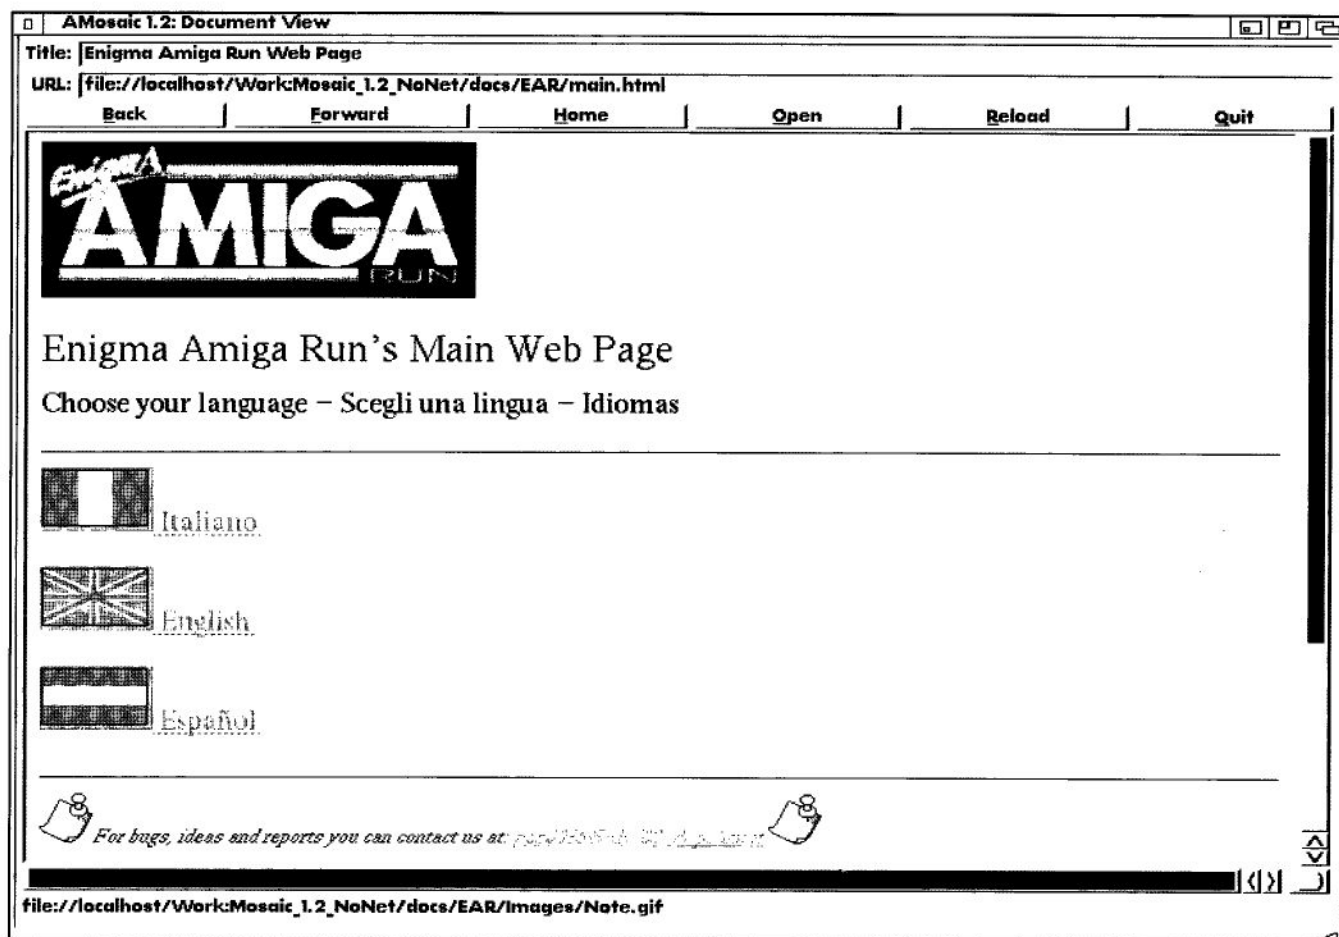 AMosaic 1.2: Document View
Title: Enigma Amiga Run Web Page
URL: file://localhost/Work:Mosaic_1.2_NoNet/docs/EAR/main.html
Back Forward Home Open Reload Quit
Enigma
AMIGA
RUN
Enigma Amiga Run's Main Web Page
Choose your language – Scegli una lingua – Idiomas
Italiano
English
Español
For bugs, ideas and reports you can contact us at:
file://localhost/Work:Mosaic_1.2_NoNet/docs/EAR/Images/Note.gif